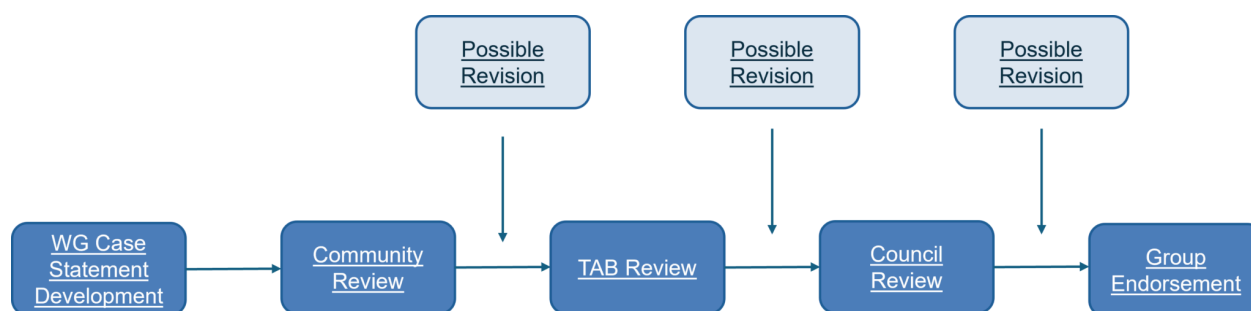 Possible
Revision
Possible
Revision
Possible
Revision
WG Case
Statement
Development
Community
Review
TAB Review
Council
Review
Group
Endorsement